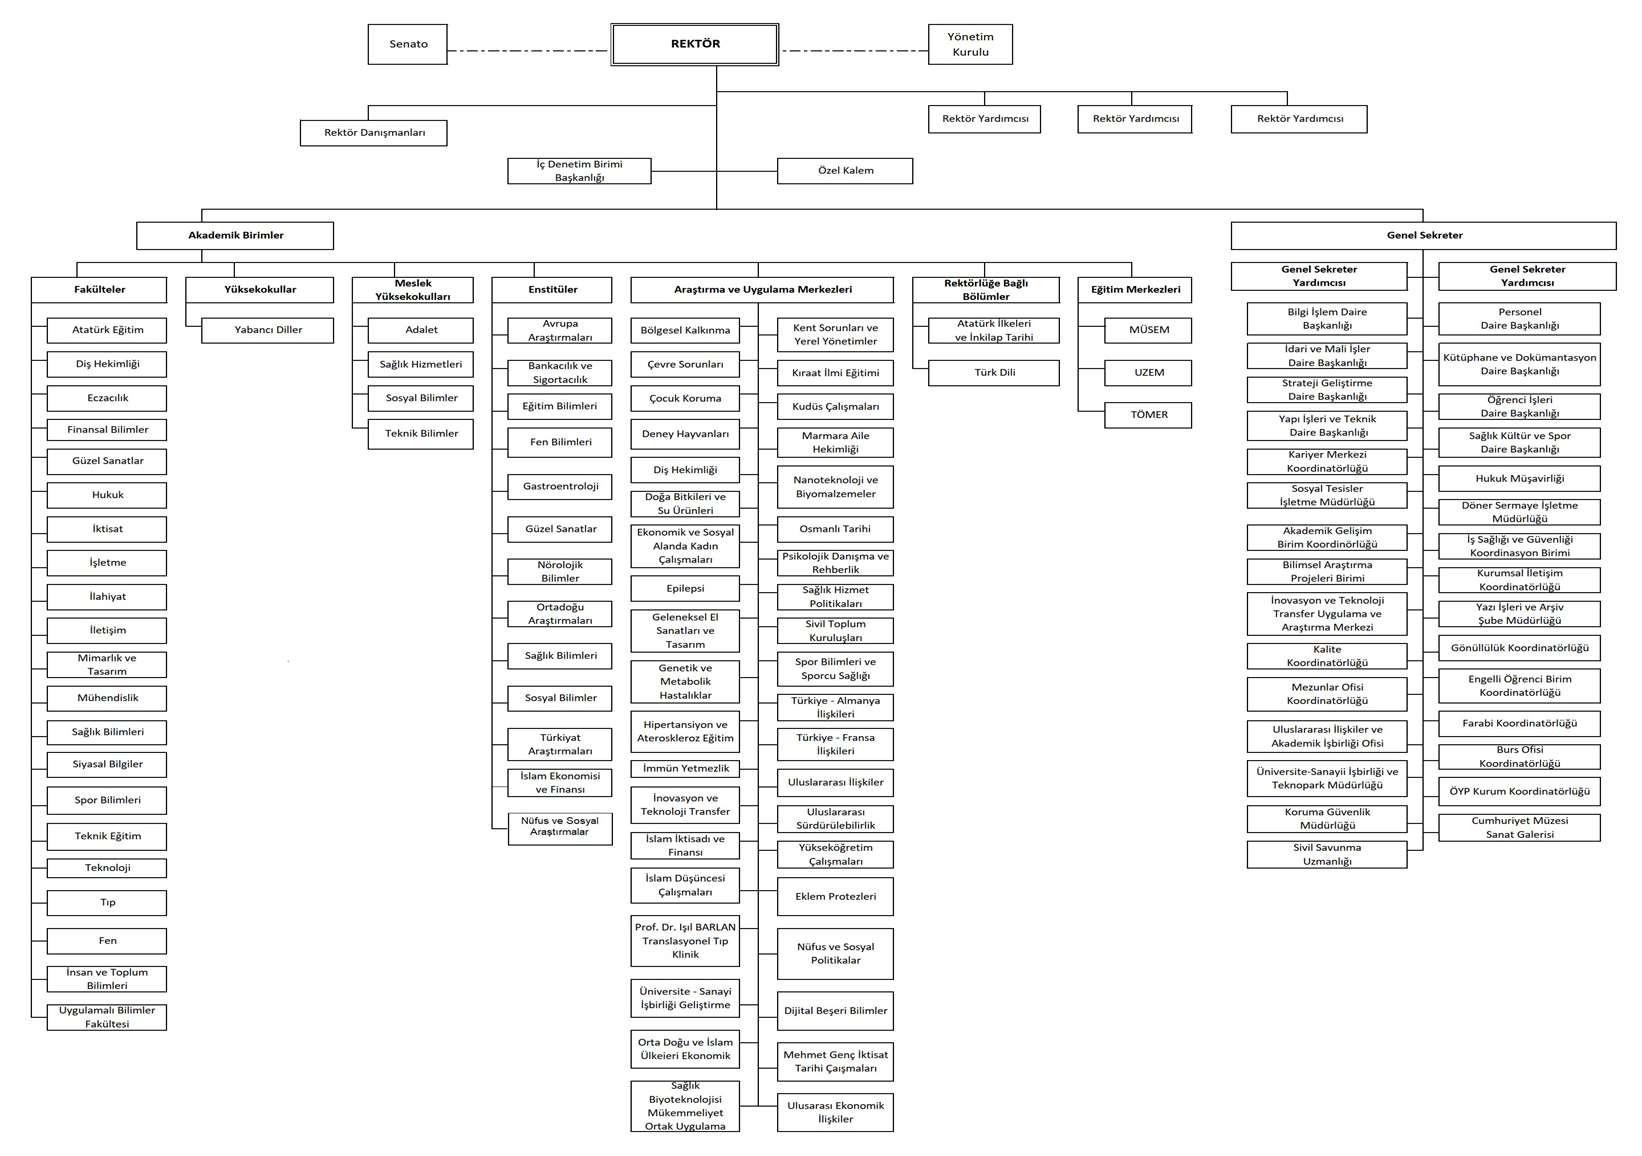 Senato
REKTÖR
Yönetim
Kurulu
Rektör Danışmanları
Rektör Yardımcısı
Rektör Yardımcısı
Rektör Yardımcısı
İç Denetim Birimi
Başkanlığı
Özel Kalem
Akademik Birimler
Genel Sekreter
Fakülteler
Atatürk Eğitim
Diş Hekimliği
Eczacılık
Finansal Bilimler
Güzel Sanatlar
Hukuk
İktisat
İşletme
İlahiyat
İletişim
Mimarlık ve
Tasarım
Mühendislik
Sağlık Bilimleri
Siyasal Bilgiler
Spor Bilimleri
Teknik Eğitim
Teknoloji
Tıp
Fen
İnsan ve Toplum
Bilimleri
Uygulamalı Bilimler
Fakültesi
Yüksekokullar
Yabancı Diller
Meslek
Yüksekokulları
Adalet
Sağlık Hizmetleri
Sosyal Bilimler
Teknik Bilimler
Enstitüler
Avrupa
Araştırmaları
Bankacılık ve
Sigortacılık
Eğitim Bilimleri
Fen Bilimleri
Gastroentroloji
Güzel Sanatlar
Nörolojik
Bilimler
Ortadoğu
Araştırmaları
Sağlık Bilimleri
Sosyal Bilimler
Türkiyat
Araştırmaları
İslam Ekonomisi
ve Finansı
Nüfus ve Sosyal
Araştırmalar
Araştırma ve Uygulama Merkezleri
Bölgesel Kalkınma
Çevre Sorunları
Çocuk Koruma
Deney Hayvanları
Diş Hekimliği
Doğa Bitkileri ve
Su Ürünleri
Ekonomik ve Sosyal
Alanda Kadın
Çalışmaları
Epilepsi
Geleneksel El
Sanatları ve
Tasarım
Genetik ve
Metabolik
Hastalıklar
Hipertansiyon ve
Ateroskleroz Eğitim
İmmün Yetmezlik
İnovasyon ve
Teknoloji Transfer
İslam İktisadı ve
Finansı
İslam Düşüncesi
Çalışmaları
Prof. Dr. Işıl BARLAN
Translasyonel Tıp
Klinik
Üniversite - Sanayi
İşbirliği Geliştirme
Orta Doğu ve İslam
Ülkeieri Ekonomik
Sağlık
Biyoteknolojisi
Mükemmeliyet
Ortak Uygulama
Kent Sorunları ve
Yerel Yönetimler
Kıraat İlmi Eğitimi
Kudüs Çalışmaları
Marmara Aile
Hekimliği
Nanoteknoloji ve
Biyomalzemeler
Osmanlı Tarihi
Psikolojik Danışma ve
Rehberlik
Sağlık Hizmet
Politikaları
Sivil Toplum
Kuruluşları
Spor Bilimleri ve
Sporcu Sağlığı
Türkiye - Almanya
İlişkileri
Türkiye - Fransa
İlişkileri
Uluslararası İlişkiler
Uluslararası
Sürdürülebilirlik
Yükseköğretim
Çalışmaları
Eklem Protezleri
Nüfus ve Sosyal
Politikalar
Dijital Beşeri Bilimler
Mehmet Genç İktisat
Tarihi Çaışmaları
Ulusarası Ekonomik
İlişkiler
Rektörlüğe Bağlı
Bölümler
Atatürk İlkeleri
ve İnkilap Tarihi
Türk Dili
Eğitim Merkezleri
MÜSEM
UZEM
TÖMER
Genel Sekreter
Yardımcısı
Bilgi İşlem Daire
Başkanlığı
İdari ve Mali İşler
Daire Başkanlığı
Strateji Geliştirme
Daire Başkanlığı
Yapı İşleri ve Teknik
Daire Başkanlığı
Kariyer Merkezi
Koordinatörlüğü
Sosyal Tesisler
İşletme Müdürlüğü
Akademik Gelişim
Birim Koordinörlüğü
Bilimsel Araştırma
Projeleri Birimi
İnovasyon ve Teknoloji
Transfer Uygulama ve
Araştırma Merkezi
Kalite
Koordinatörlüğü
Mezunlar Ofisi
Koordinatörlüğü
Uluslararası İlişkiler ve
Akademik İşbirliği Ofisi
Üniversite-Sanayii İşbirliği ve
Teknopark Müdürlüğü
Koruma Güvenlik
Müdürlüğü
Sivil Savunma
Uzmanlığı
Genel Sekreter
Yardımcısı
Personel
Daire Başkanlığı
Kütüphane ve Dokümantasyon
Daire Başkanlığı
Öğrenci İşleri
Daire Başkanlığı
Sağlık Kültür ve Spor
Daire Başkanlığı
Hukuk Müşavirliği
Döner Sermaye İşletme
Müdürlüğü
İş Sağlığı ve Güvenliği
Koordinasyon Birimi
Kurumsal İletişim
Koordinatörlüğü
Yazı İşleri ve Arşiv
Şube Müdürlüğü
Gönüllülük Koordinatörlüğü
Engelli Öğrenci Birim
Koordinatörlüğü
Farabi Koordinatörlüğü
Burs Ofisi
Koordinatörlüğü
ÖYP Kurum Koordinatörlüğü
Cumhuriyet Müzesi
Sanat Galerisi